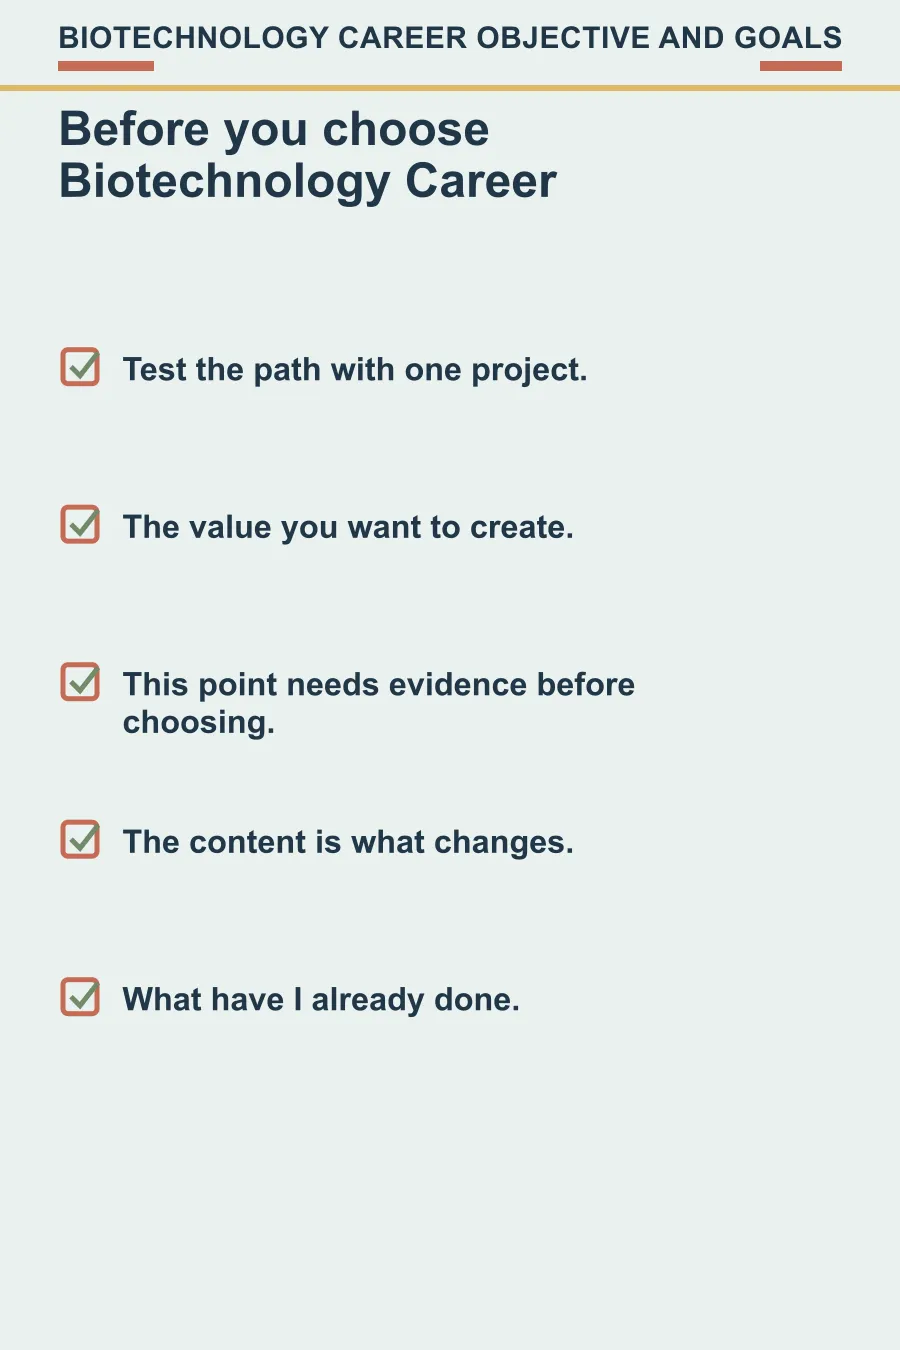 BIOTECHNOLOGY CAREER OBJECTIVE AND GOALS
Before you choose
Biotechnology Career
Test the path with one project.
The value you want to create.
This point needs evidence before
choosing.
The content is what changes.
What have I already done.